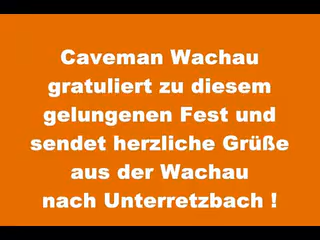 Caveman Wachau
gratuliert zu diesem
gelungenen Fest und
sendet herzliche Grüße
aus der Wachau
nach Unterretzbach !